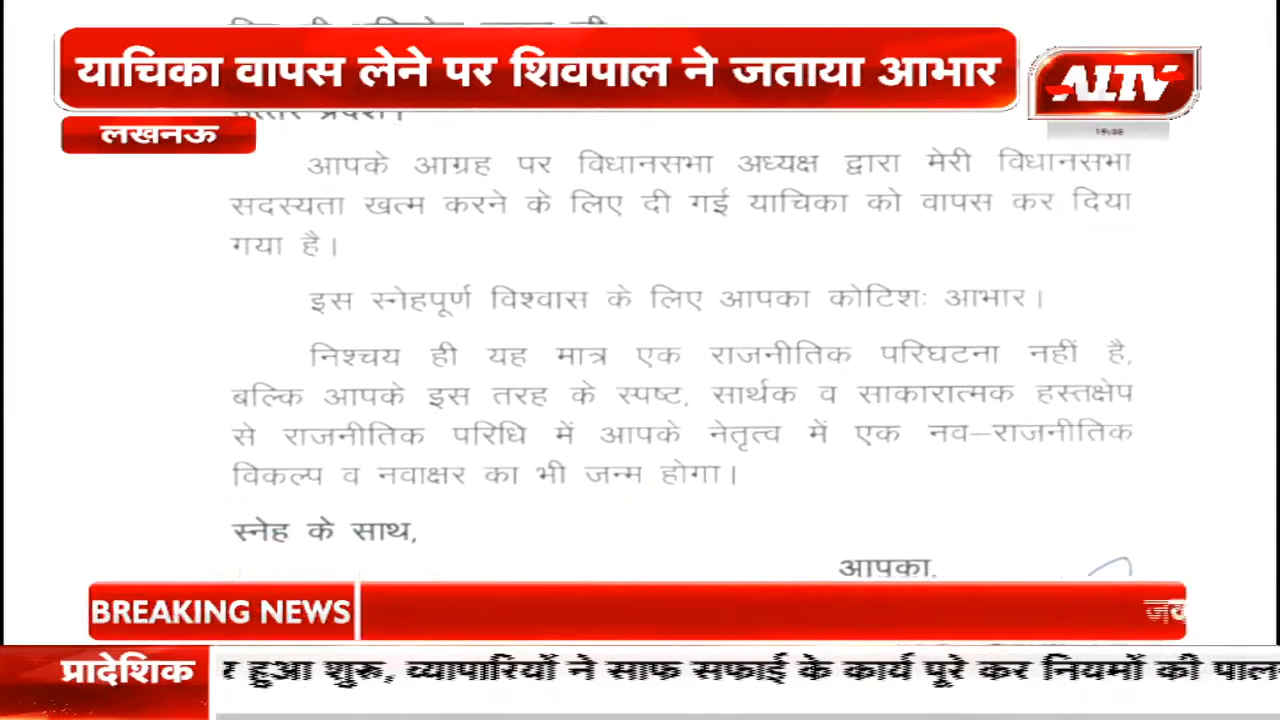 याचिका वापस लेने पर शिवपाल ने जताया आभार
ALTV
लखनऊ
आपके आग्रह पर विधानसभा अध्यक्ष द्वारा मेरी विधानसभा
सदस्यता खत्म करने के लिए दी गई याचिका को वापस कर दिया
गया है।
इस स्नेहपूर्ण विश्वास के लिए आपका कोटिशः आभार।
निश्चय ही यह मात्र एक राजनीतिक परिघटना नहीं है,
बल्कि आपके इस तरह के स्पष्ट, सार्थक व साकारात्मक हस्तक्षेप
से राजनीतिक परिधि में आपके नेतृत्व में एक नव–राजनीतिक
विकल्प व नवाक्षर का भी जन्म होगा।
स्नेह के साथ,
आपका,
BREAKING NEWS
प्रादेशिक
हुआ शुरू, व्यापारियों ने साफ सफाई के कार्य पूरे कर नियमों की पाल